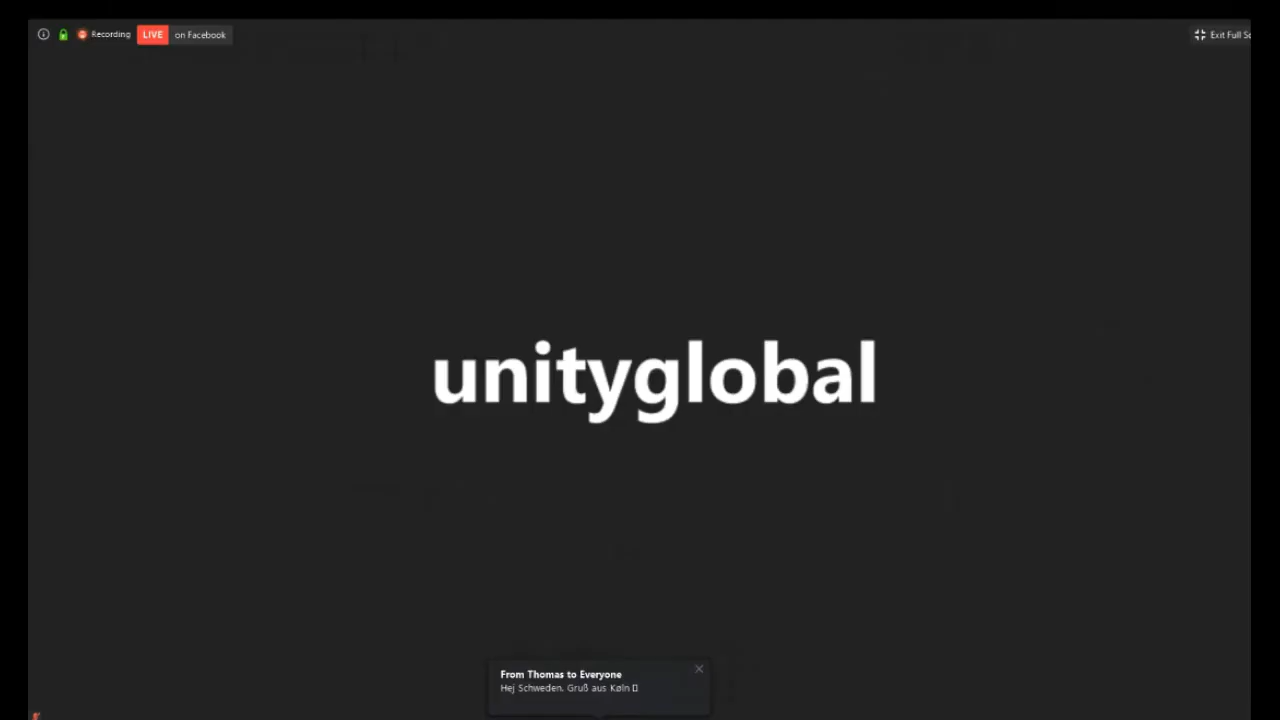 Recording LIVE on Facebook Exit Full Sc
unityglobal
From Thomas to Everyone
Hej Schweden. Gruß aus Køln